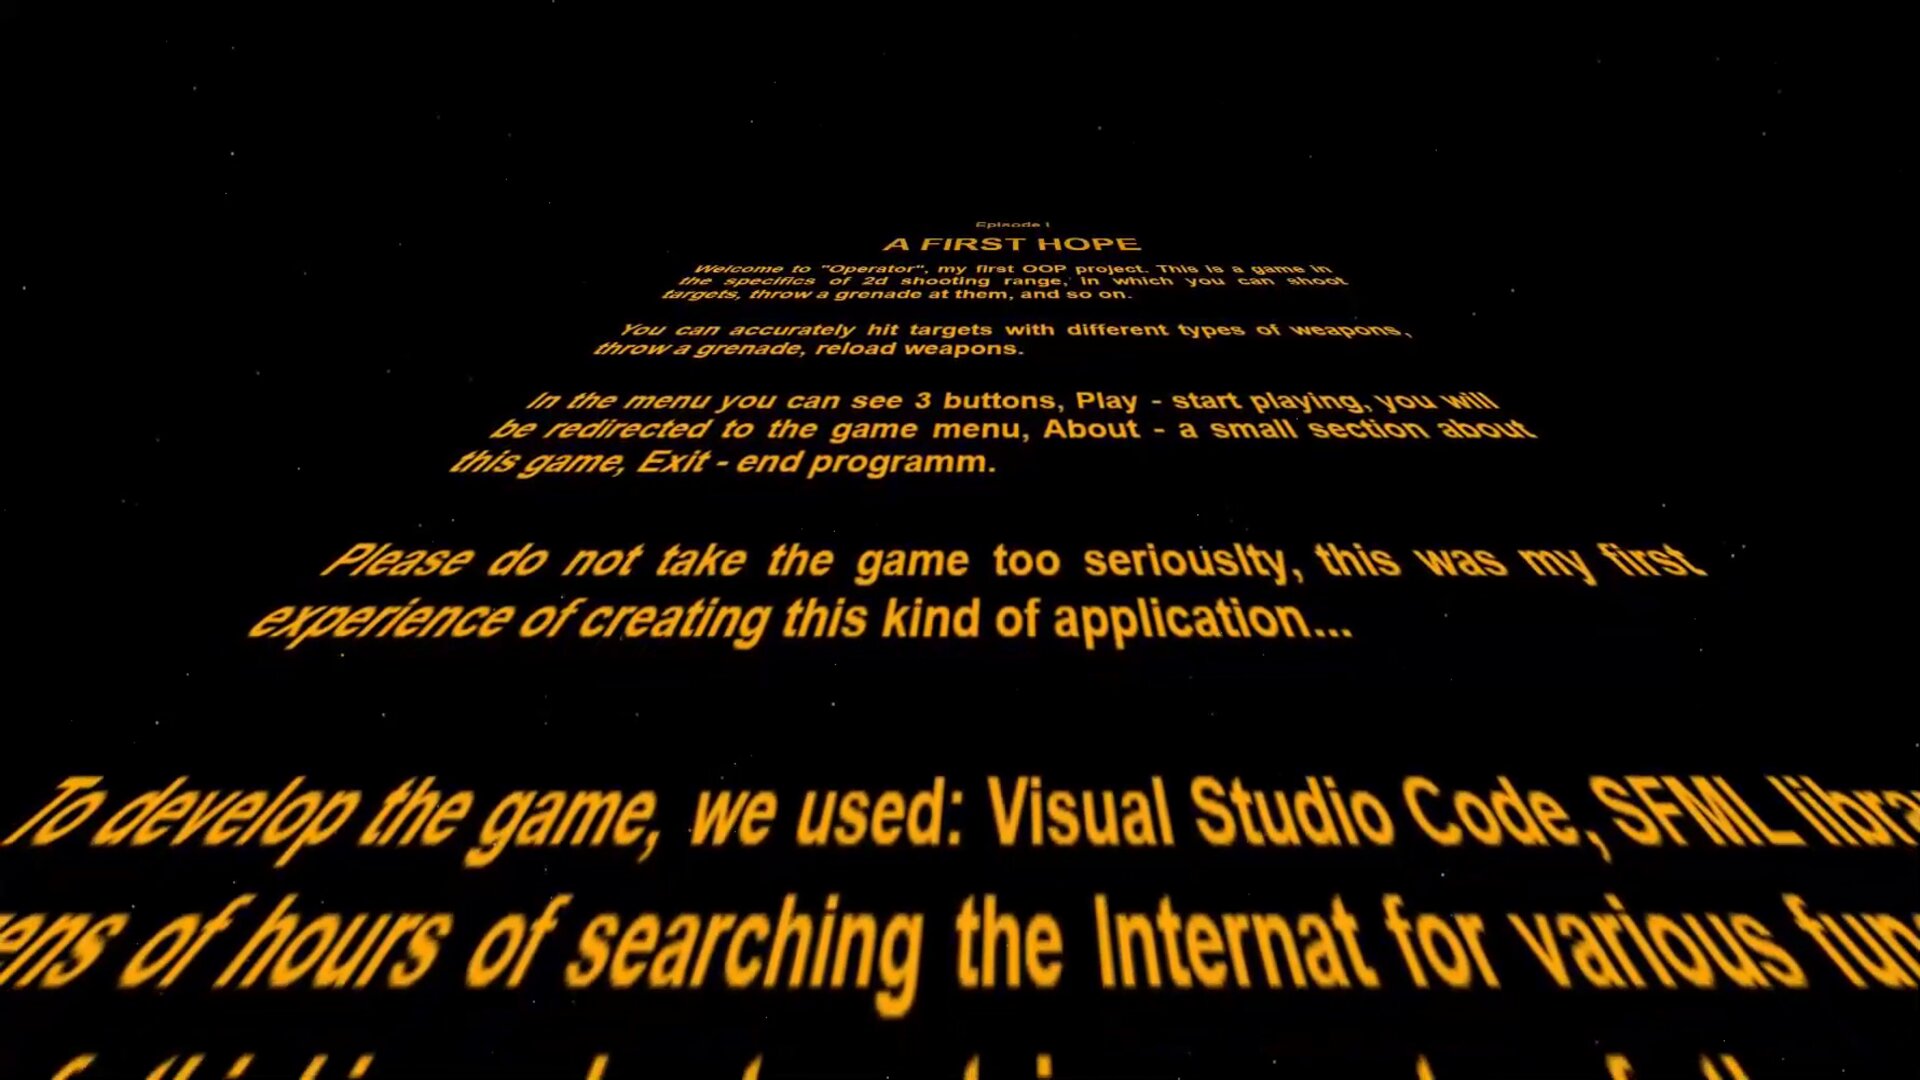 Episode I
A FIRST HOPE
Welcome to "Operator", my first OOP project. This is a game in
the specifics of 2d shooting range, in which you can shoot
targets, throw a grenade at them, and so on.
You can accurately hit targets with different types of weapons,
throw a grenade, reload weapons.
In the menu you can see 3 buttons, Play - start playing, you will
be redirected to the game menu, About - a small section about
this game, Exit - end programm.
Please do not take the game too seriouslty, this was my first
experience of creating this kind of application...
To develop the game, we used: Visual Studio Code, SFML
of hours of searching the Internat for various